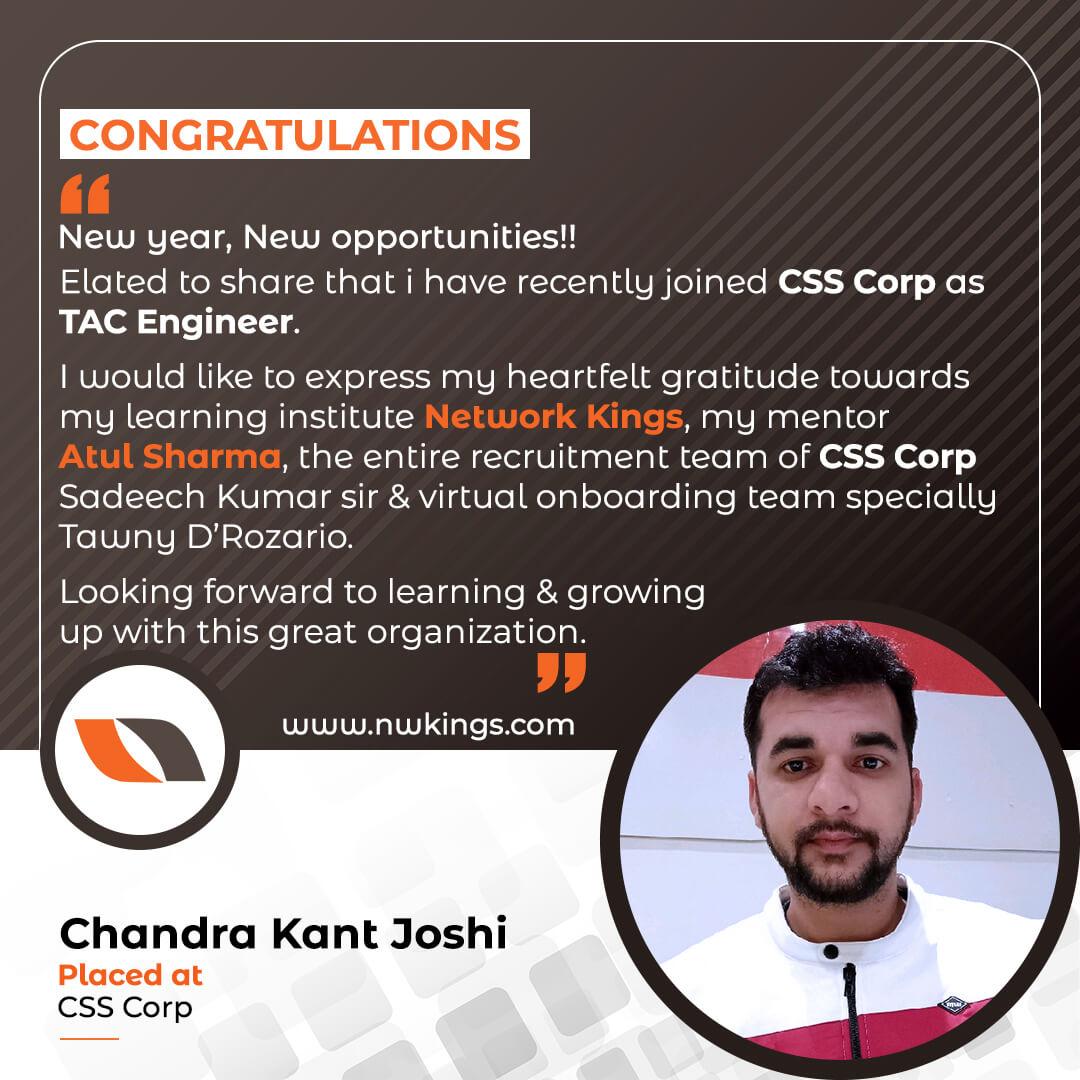 CONGRATULATIONS
“
New year, New opportunities!!
Elated to share that i have recently joined CSS Corp as
TAC Engineer.
I would like to express my heartfelt gratitude towards
my learning institute Network Kings, my mentor
Atul Sharma, the entire recruitment team of CSS Corp
Sadeech Kumar sir & virtual onboarding team specially
Tawny D’Rozario.
Looking forward to learning & growing
up with this great organization.
”
www.nwkings.com
Chandra Kant Joshi
Placed at
CSS Corp